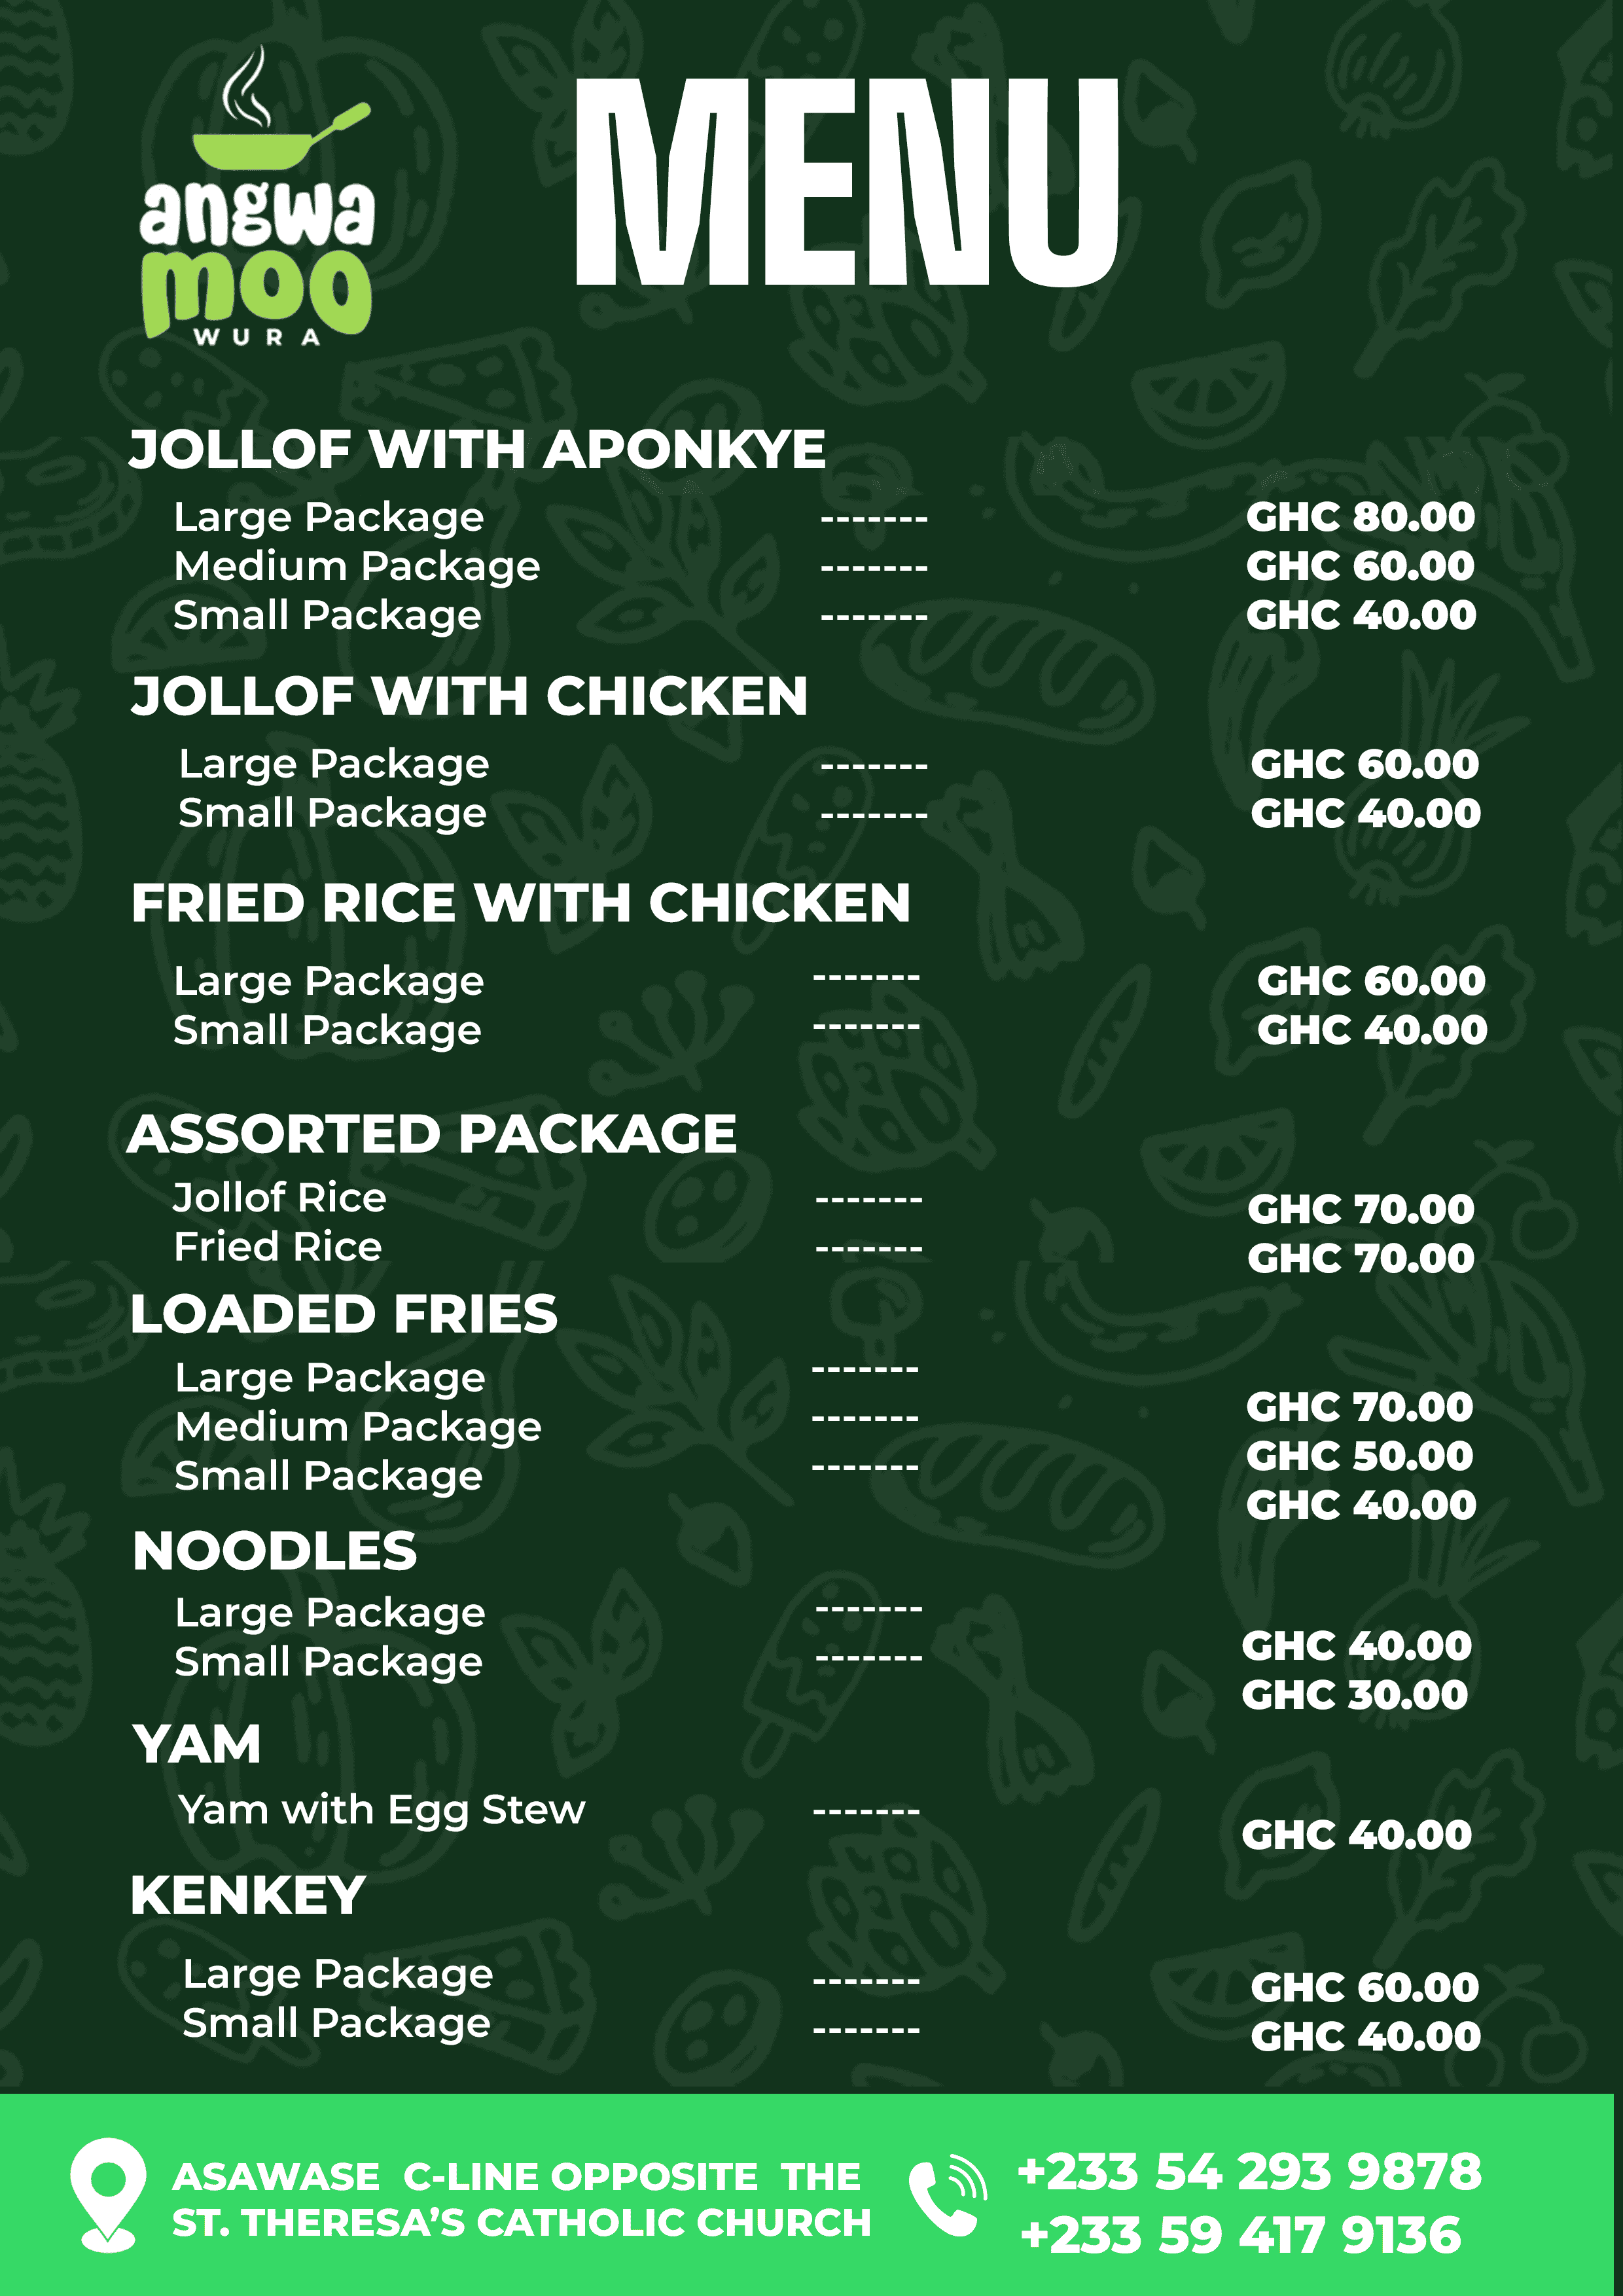 angwa
moo
WURA
MENU
JOLLOF WITH APONKYE
Large Package ------- GHC 80.00
Medium Package ------- GHC 60.00
Small Package ------- GHC 40.00
JOLLOF WITH CHICKEN
Large Package ------- GHC 60.00
Small Package ------- GHC 40.00
FRIED RICE WITH CHICKEN
Large Package ------- GHC 60.00
Small Package ------- GHC 40.00
ASSORTED PACKAGE
Jollof Rice ------- GHC 70.00
Fried Rice ------- GHC 70.00
LOADED FRIES
Large Package ------- GHC 70.00
Medium Package ------- GHC 50.00
Small Package ------- GHC 40.00
NOODLES
Large Package ------- GHC 40.00
Small Package ------- GHC 30.00
YAM
Yam with Egg Stew ------- GHC 40.00
KENKEY
Large Package ------- GHC 60.00
Small Package ------- GHC 40.00
ASAWASE C-LINE OPPOSITE THE
ST. THERESA'S CATHOLIC CHURCH
+233 54 293 9878
+233 59 417 9136